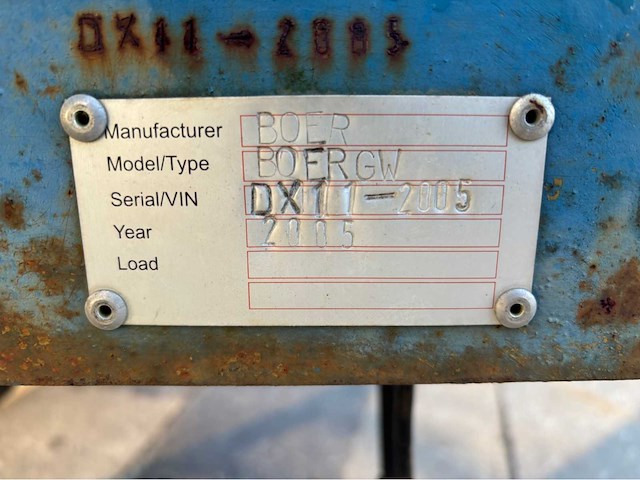 DX11-2005
Manufacturer BOER
Model/Type BOERGW
Serial/VIN DX11-2005
Year 2005
Load